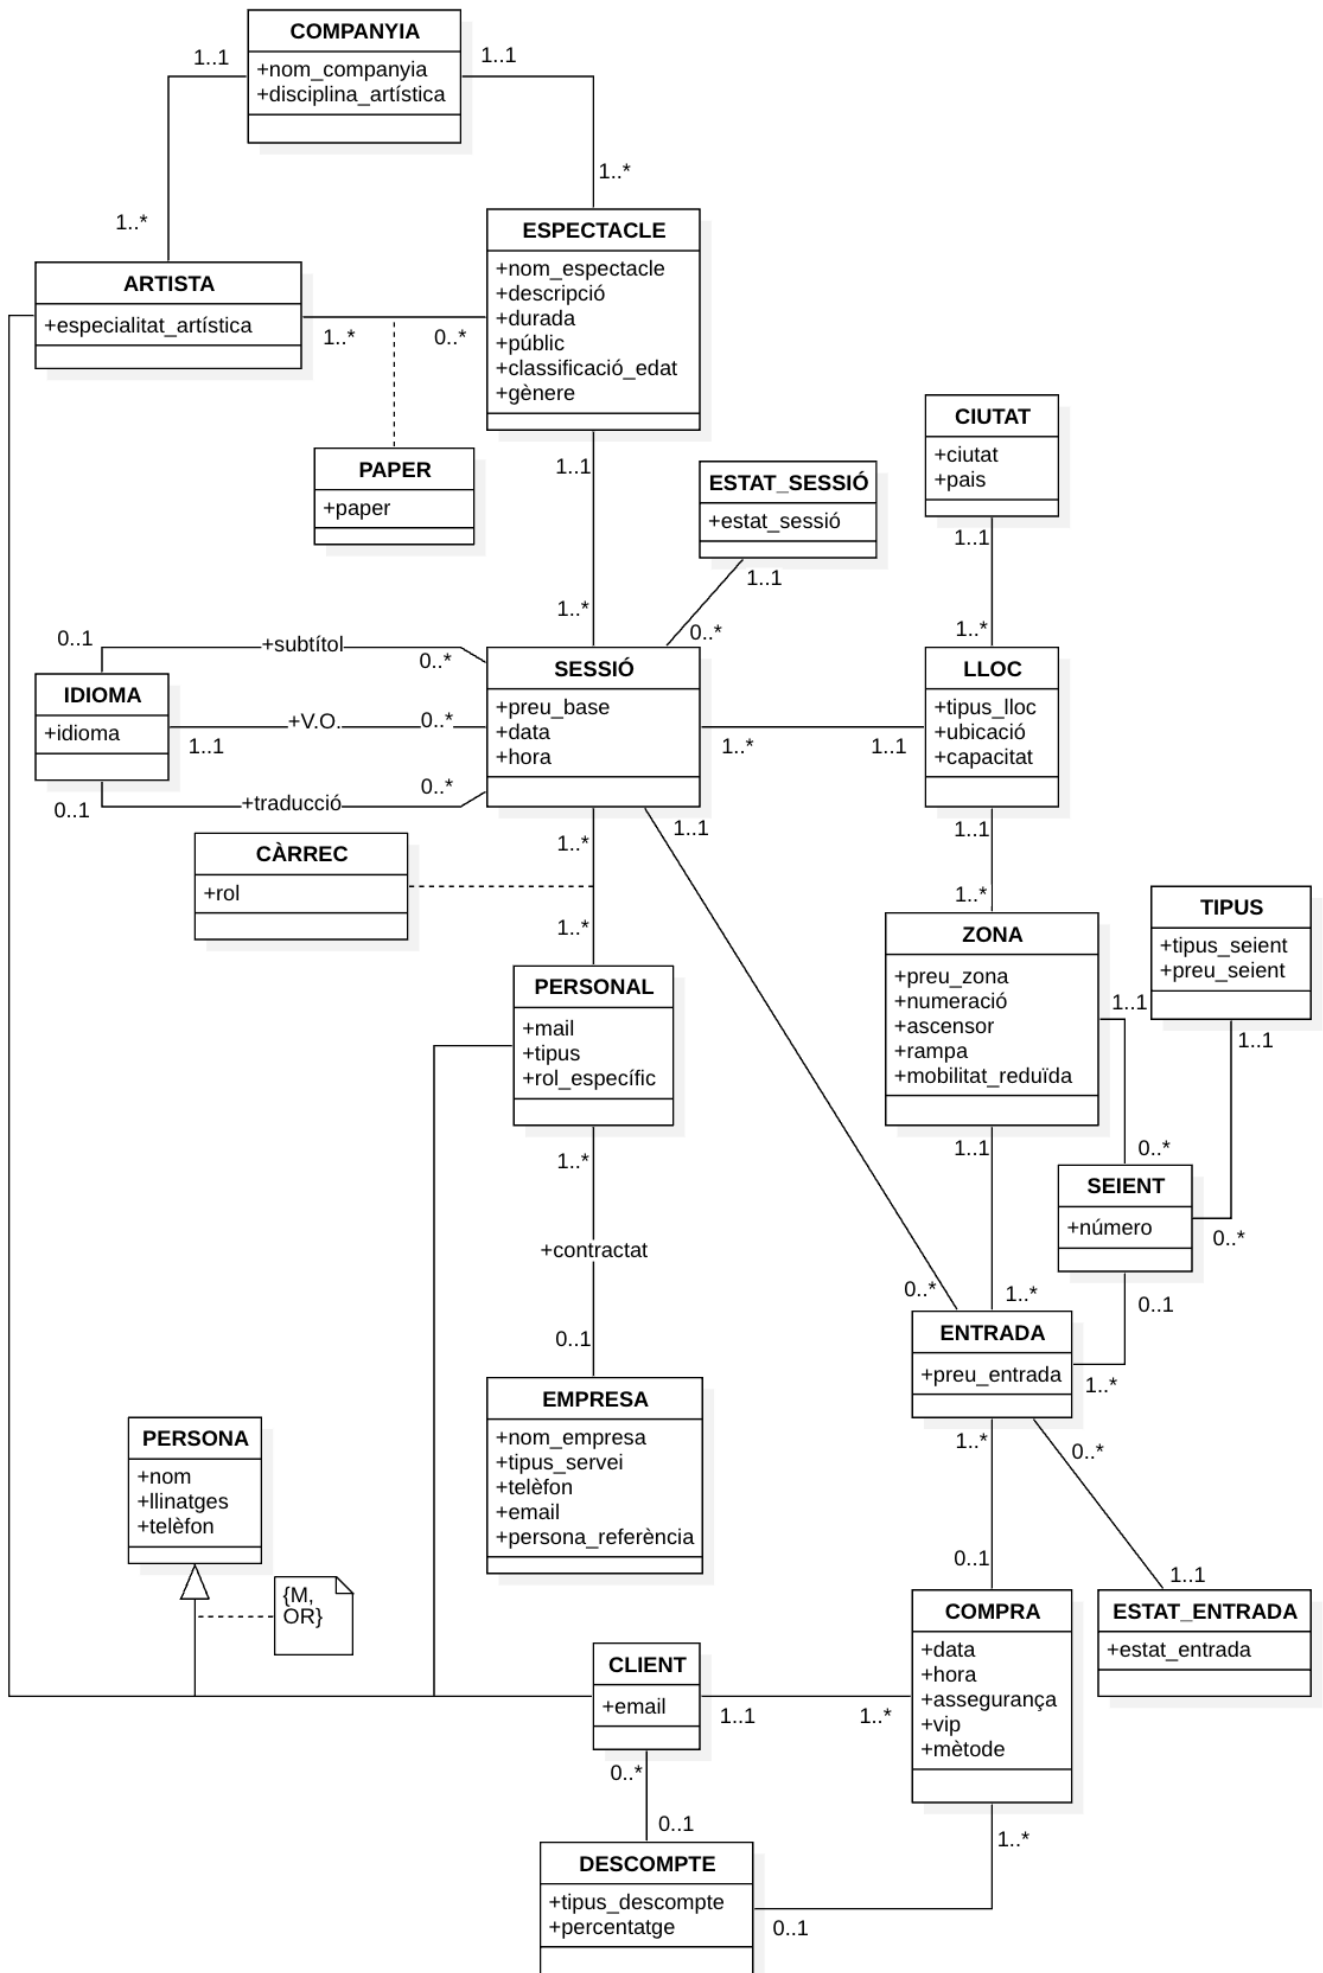 COMPANYIA
+nom_companyia
+disciplina_artística
1..1
1..1
1..*
1..*
ESPECTACLE
+nom_espectacle
+descripció
+durada
+públic
+classificació_edat
+gènere
ARTISTA
+especialitat_artística
1..*
0..*
PAPER
+paper
CIUTAT
+ciutat
+pais
1..1
ESTAT_SESSIÓ
+estat_sessió
1..1
0..*
1..1
1..*
1..*
0..1
+subtítol
0..*
IDIOMA
+idioma
1..1
+V.O.
0..*
0..1
+traducció
0..*
SESSIÓ
+preu_base
+data
+hora
1..*
1..1
LLOC
+tipus_lloc
+ubicació
+capacitat
1..1
1..*
CÀRREC
+rol
1..*
1..*
1..1
PERSONAL
+mail
+tipus
+rol_específic
ZONA
+preu_zona
+numeració
+ascensor
+rampa
+mobilitat_reduïda
1..1
TIPUS
+tipus_seient
+preu_seient
1..1
1..*
1..1
0..*
SEIENT
+número
0..*
+contractat
0..1
0..*
1..*
0..1
ENTRADA
+preu_entrada
1..*
EMPRESA
+nom_empresa
+tipus_servei
+telèfon
+email
+persona_referència
PERSONA
+nom
+llinatges
+telèfon
{M,
OR}
1..*
0..*
0..1
1..1
COMPRA
+data
+hora
+assegurança
+vip
+mètode
ESTAT_ENTRADA
+estat_entrada
CLIENT
+email
1..1
1..*
0..*
0..1
1..*
DESCOMPTE
+tipus_descompte
+percentatge
0..1